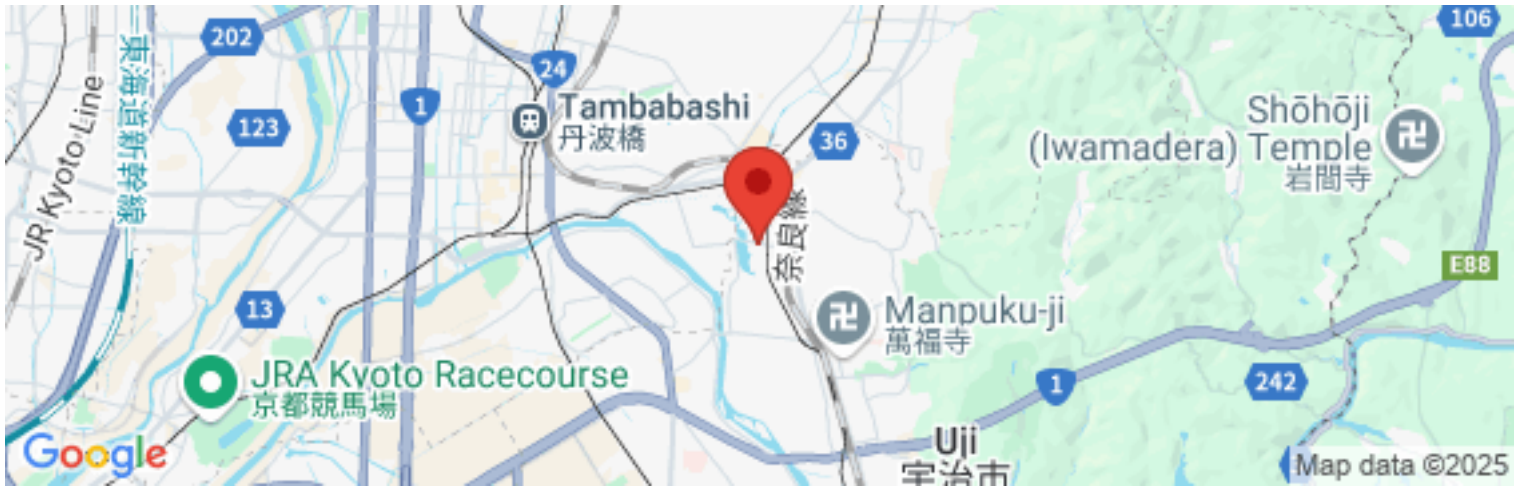 202
106
24
1
123
Tambabashi
丹波橋
36
Shōhōji
(Iwamadera) Temple
岩間寺
JR Kyoto Line
東海道新幹線
奈良線
E88
13
Manpuku-ji
萬福寺
JRA Kyoto Racecourse
京都競馬場
1
242
Uji
宇治市
Google
Map data ©2025